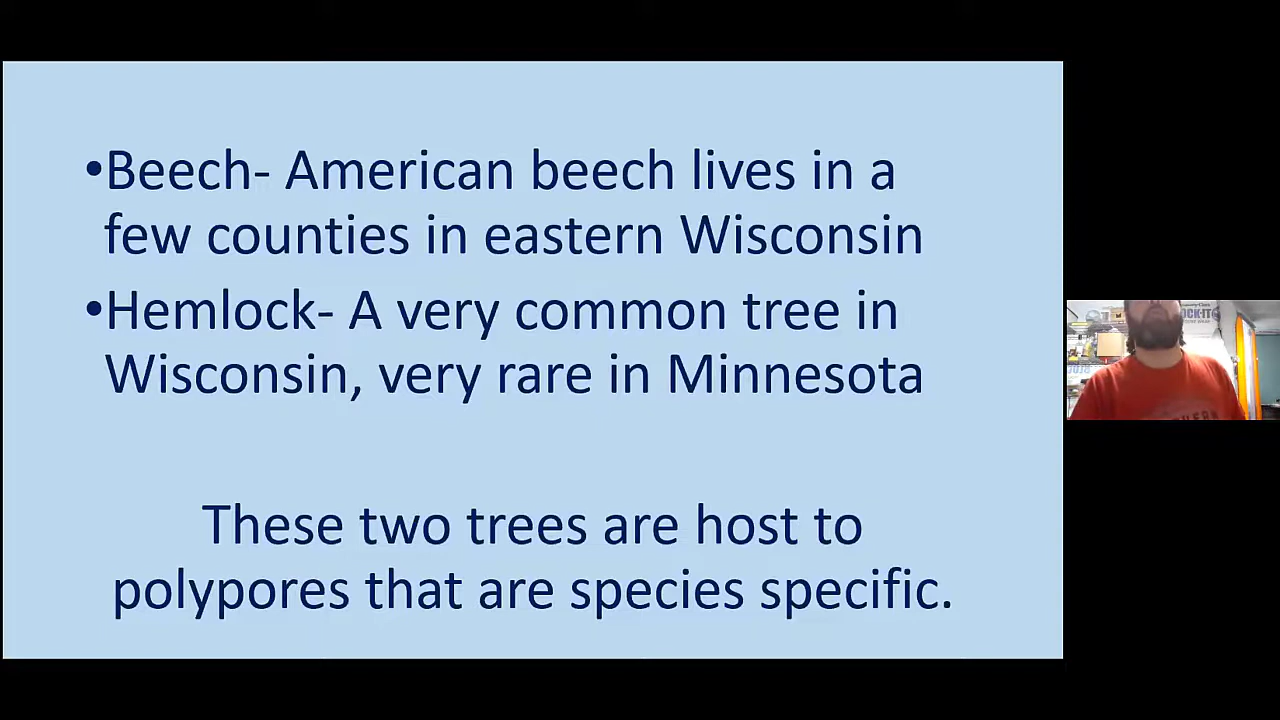 •Beech- American beech lives in a
few counties in eastern Wisconsin
•Hemlock- A very common tree in
Wisconsin, very rare in Minnesota
These two trees are host to
polypores that are species specific.